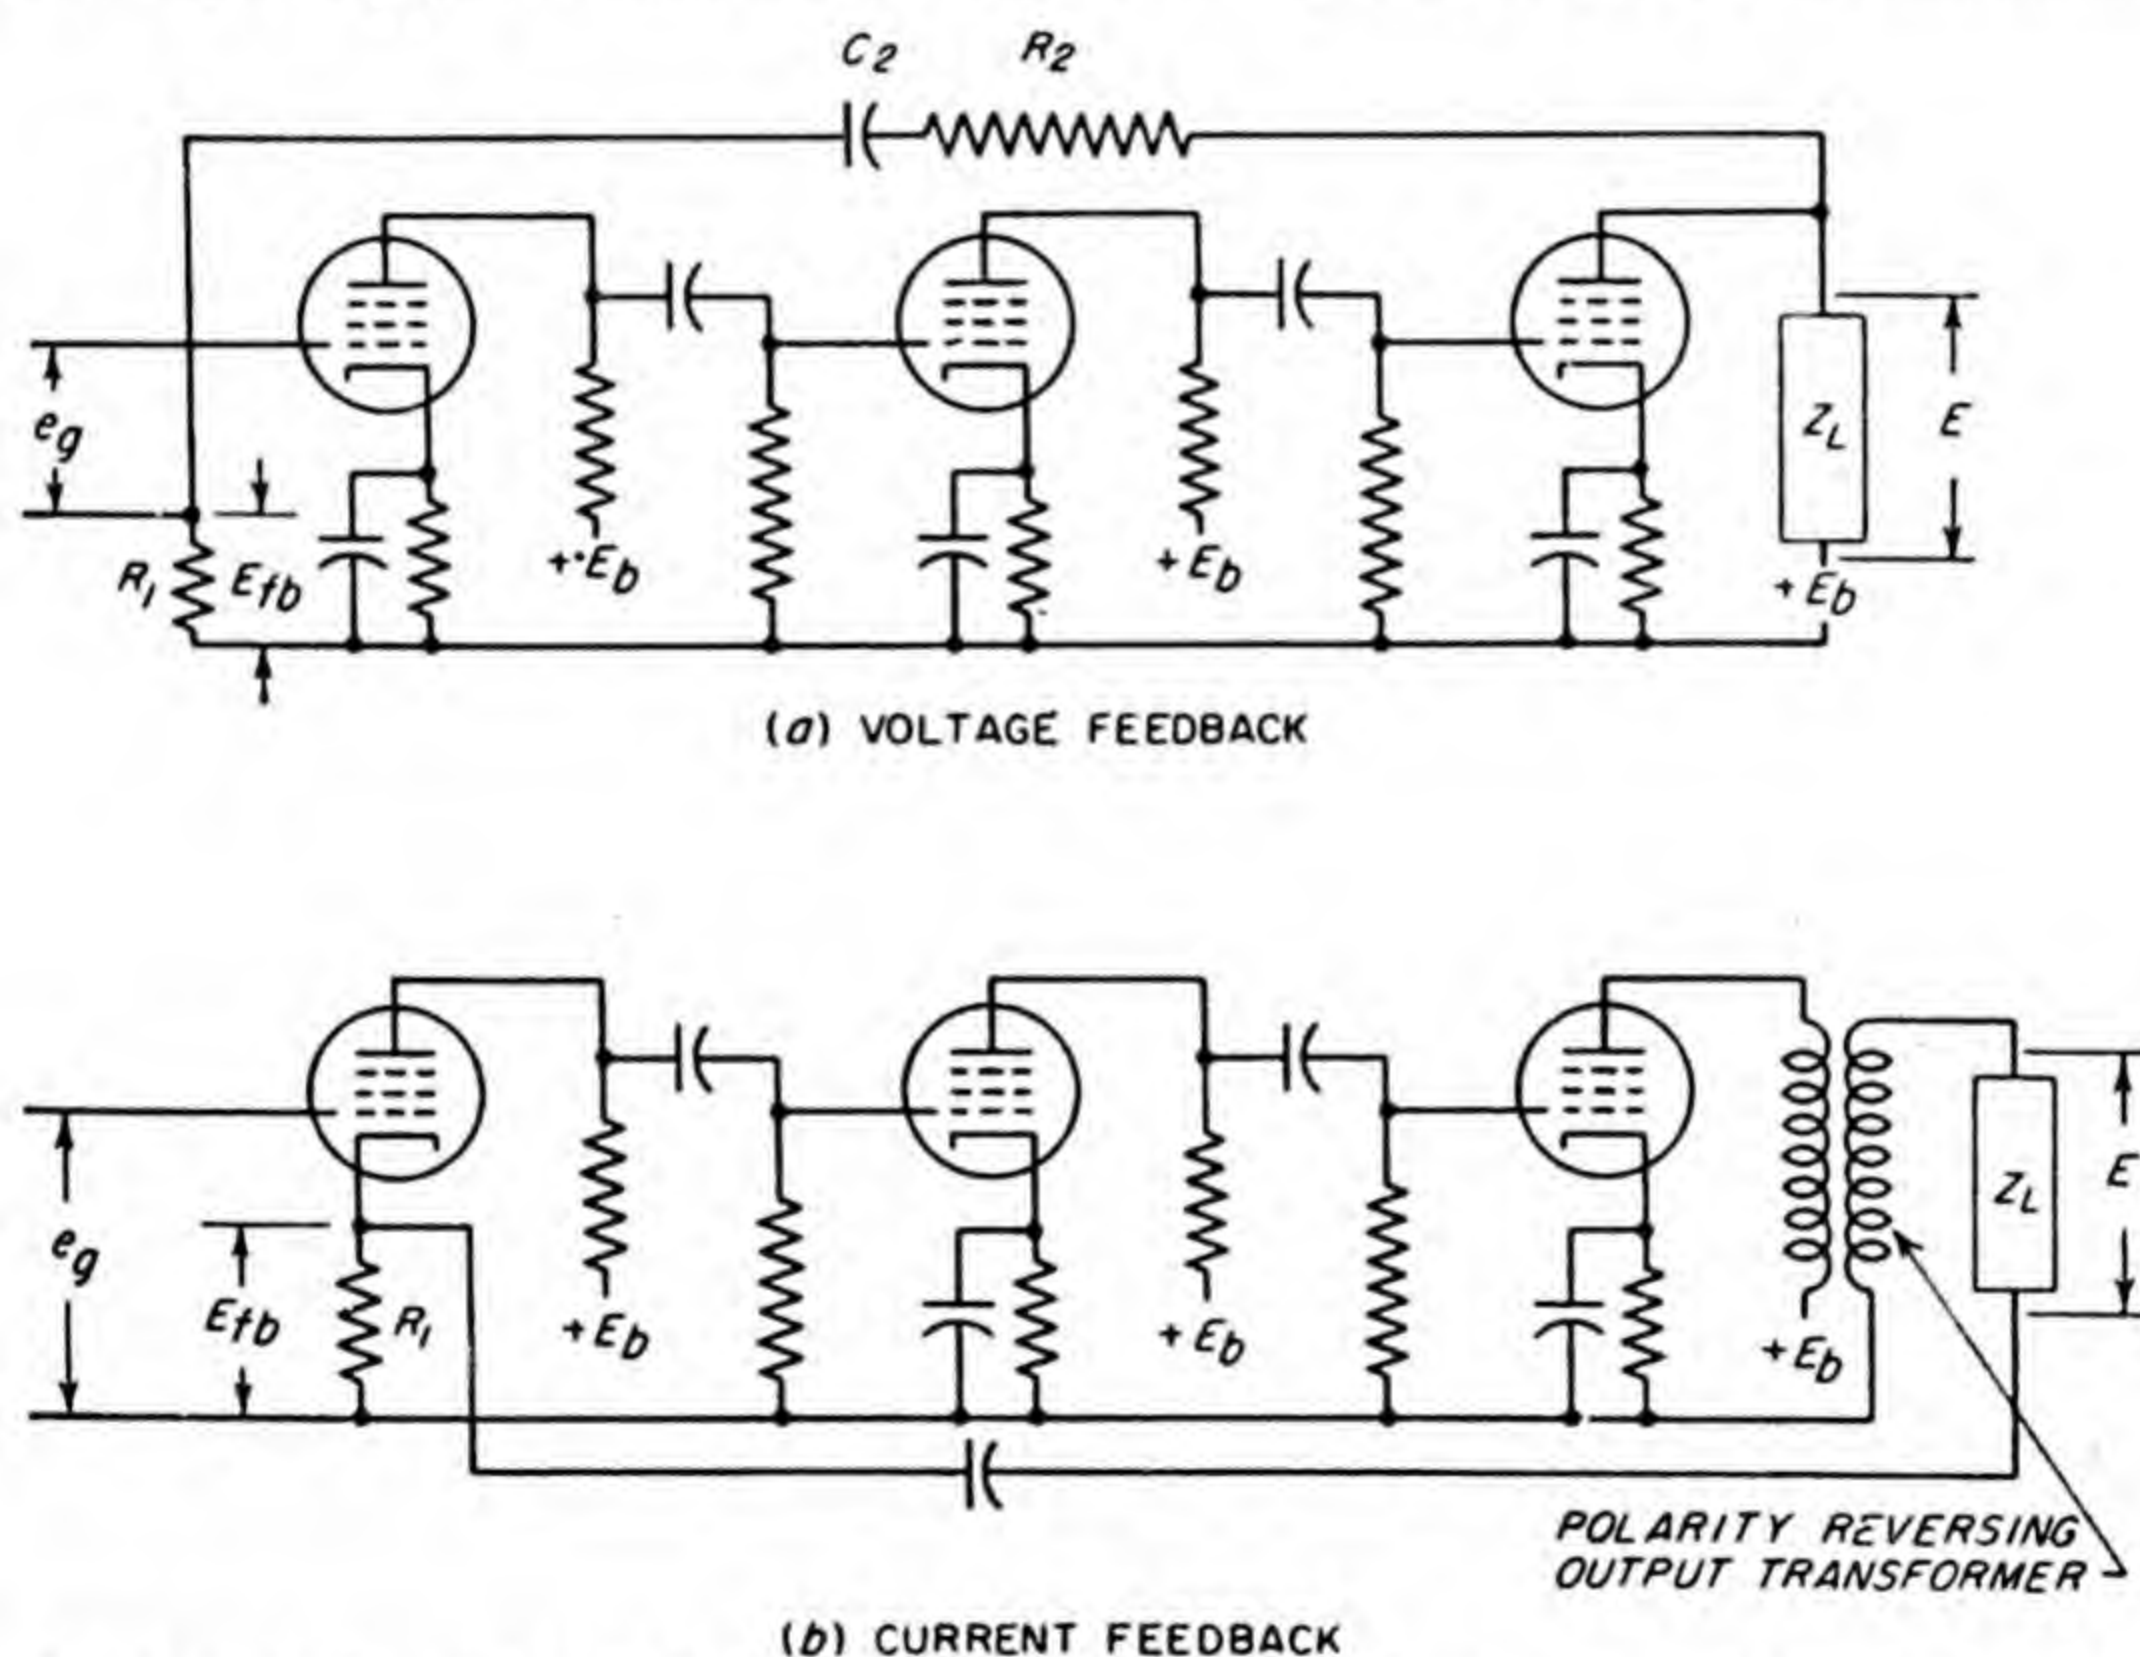 C2 R2
eg
ZL
E
R1
Efb
+Eb
+Eb
+Eb
(a) VOLTAGE FEEDBACK
eg
Efb
R1
+Eb
+Eb
+Eb
ZL
E
POLARITY REVERSING
OUTPUT TRANSFORMER
(b) CURRENT FEEDBACK